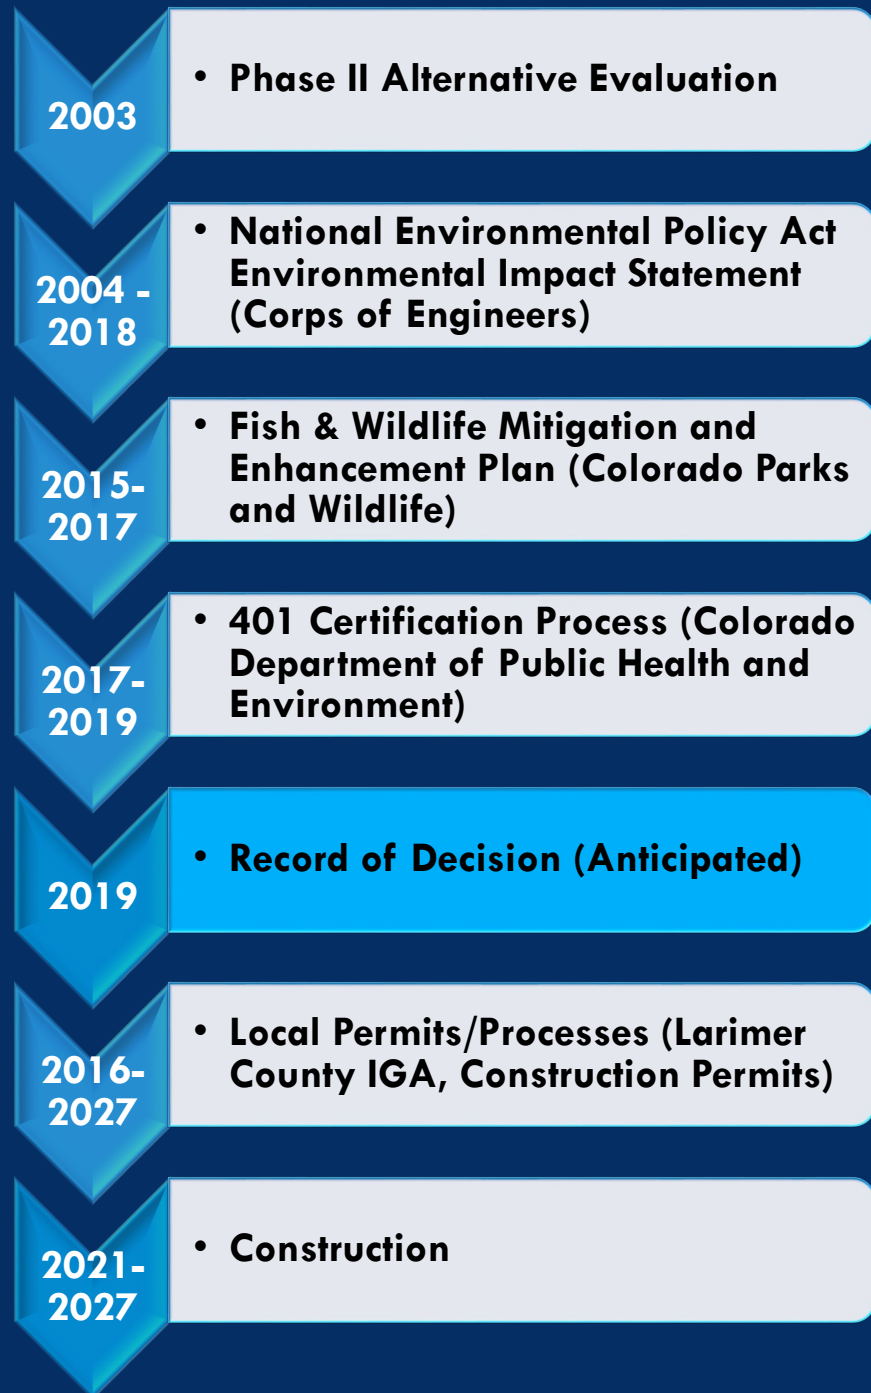 2003
• Phase II Alternative Evaluation
2004 -
2018
• National Environmental Policy Act
Environmental Impact Statement
(Corps of Engineers)
2015-
2017
• Fish & Wildlife Mitigation and
Enhancement Plan (Colorado Parks
and Wildlife)
2017-
2019
• 401 Certification Process (Colorado
Department of Public Health and
Environment)
2019
• Record of Decision (Anticipated)
2016-
2027
• Local Permits/Processes (Larimer
County IGA, Construction Permits)
2021-
2027
• Construction